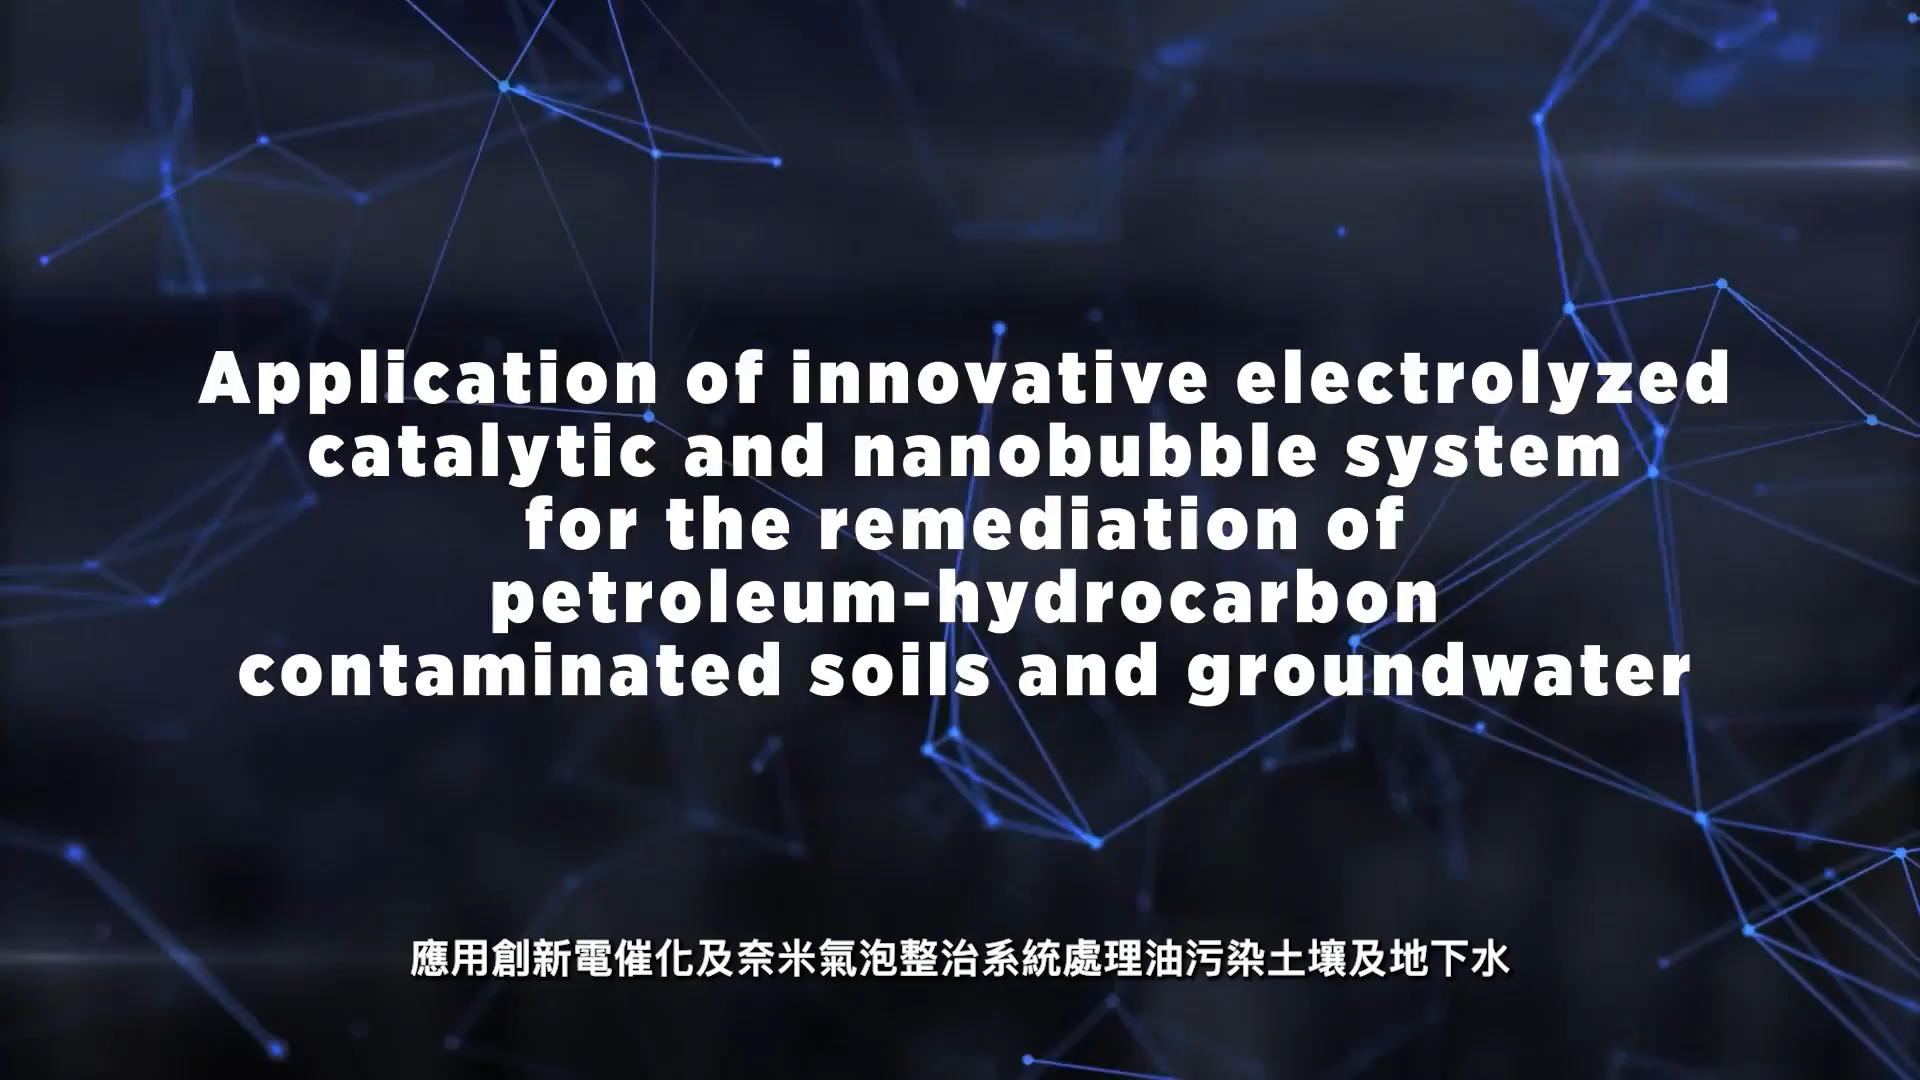 Application of innovative electrolyzed
catalytic and nanobubble system
for the remediation of
petroleum-hydrocarbon
contaminated soils and groundwater
應用創新電催化及奈米氣泡整治系統處理油污染土壤及地下水